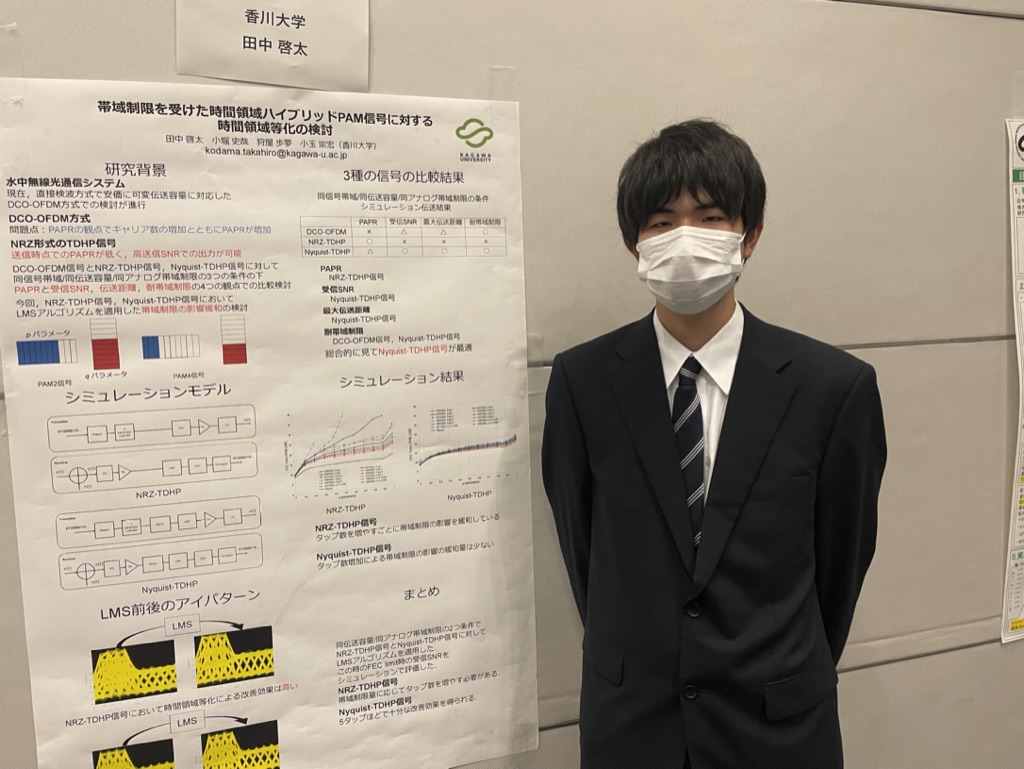 香川大学
田中 啓太
帯域制限を受けた時間領域ハイブリッドPAM信号に対する
時間領域等化の検討
田中 啓太 小堀 史哉 狩屋 歩夢 小玉 崇宏（香川大学）
kodama.takahiro@kagawa-u.ac.jp
KAGAWA
UNIVERSITY
研究背景
水中無線光通信システム
現在，直接検波方式で安価に可変伝送容量に対応した
DCO-OFDM方式での検討が進行
DCO-OFDM方式
問題点：PAPRの観点でキャリア数の増加とともにPAPRが増加
NRZ形式のTDHP信号
送信時点でのPAPRが低く，高送信SNRでの出力が可能
DCO-OFDM信号とNRZ-TDHP信号，Nyquist-TDHP信号に対して
同信号帯域/同伝送容量/同アナログ帯域制限の3つの条件の下
PAPRと受信SNR，伝送距離，耐帯域制限の4つの観点での比較検討
今回，NRZ-TDHP信号，Nyquist-TDHP信号において
LMSアルゴリズムを適用した帯域制限の影響緩和の検討
p パラメータ
PAM2信号
q パラメータ
PAM4信号
シミュレーションモデル
NRZ-TDHP
Nyquist-TDHP
LMS前後のアイパターン
LMS
NRZ-TDHP信号において時間領域等化による改善効果は高い
LMS
3種の信号の比較結果
同信号帯域/同伝送容量/同アナログ帯域制限の条件
シミュレーション伝送結果
PAPR 受信SNR 最大伝送距離 耐帯域制限
DCO-OFDM × △ △ ○
NRZ-TDHP ○ × × ×
Nyquist-TDHP △ ○ ○ ○
PAPR
NRZ-TDHP信号
受信SNR
Nyquist-TDHP信号
最大伝送距離
Nyquist-TDHP信号
耐帯域制限
DCO-OFDM信号，Nyquist-TDHP信号
総合的に見てNyquist-TDHP信号が最適
シミュレーション結果
NRZ-TDHP
Nyquist-TDHP
NRZ-TDHP信号
タップ数を増やすごとに帯域制限の影響を緩和している
Nyquist-TDHP信号
タップ数増加による帯域制限の影響の緩和量は少ない
まとめ
同伝送容量/同アナログ帯域制限の2つ条件で
NRZ-TDHP信号とNyquist-TDHP信号に対して
LMSアルゴリズムを適用した．
この時のFEC limit時の受信SNRを
シミュレーションで評価した．
NRZ-TDHP信号
帯域制限量に応じてタップ数を増やす必要がある．
Nyquist-TDHP信号
5タップほどで十分な改善効果を得られる．